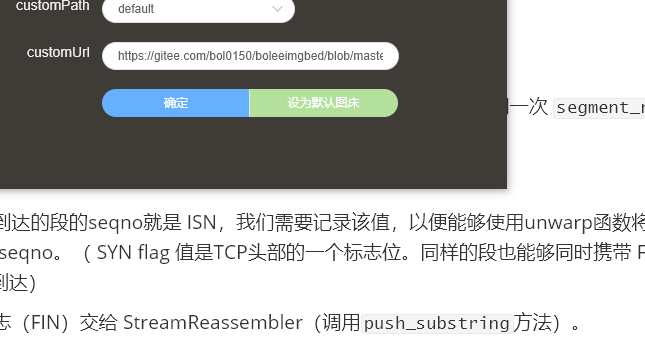 customPath
default
customUrl
https://gitee.com/bol0150/boleeimgbed/blob/maste
确定
设为默认图床
一次 segment_r
到达的段的seqno就是 ISN，我们需要记录该值，以便能够使用unwarp函数将
seqno。（ SYN flag 值是TCP头部的一个标志位。同样的段也能够同时携带 F
到达）
志（FIN）交给 StreamReassembler（调用push_substring方法）。